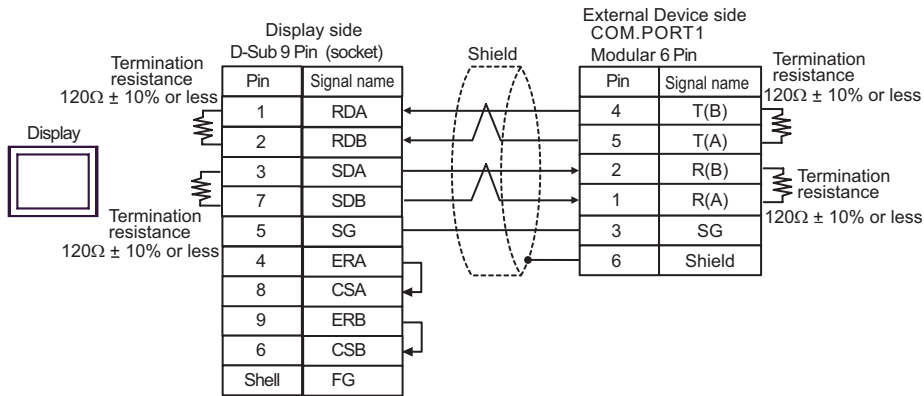 Display side
D-Sub 9 Pin (socket)
Shield
External Device side
COM.PORT1
Modular 6 Pin
Termination
resistance
120Ω ± 10% or less
Display
Termination
resistance
120Ω ± 10% or less
Pin Signal name
1 RDA
2 RDB
3 SDA
7 SDB
5 SG
4 ERA
8 CSA
9 ERB
6 CSB
Shell FG
Pin Signal name
4 T(B)
5 T(A)
2 R(B)
1 R(A)
3 SG
6 Shield
Termination
resistance
120Ω ± 10% or less
Termination
resistance
120Ω ± 10% or less